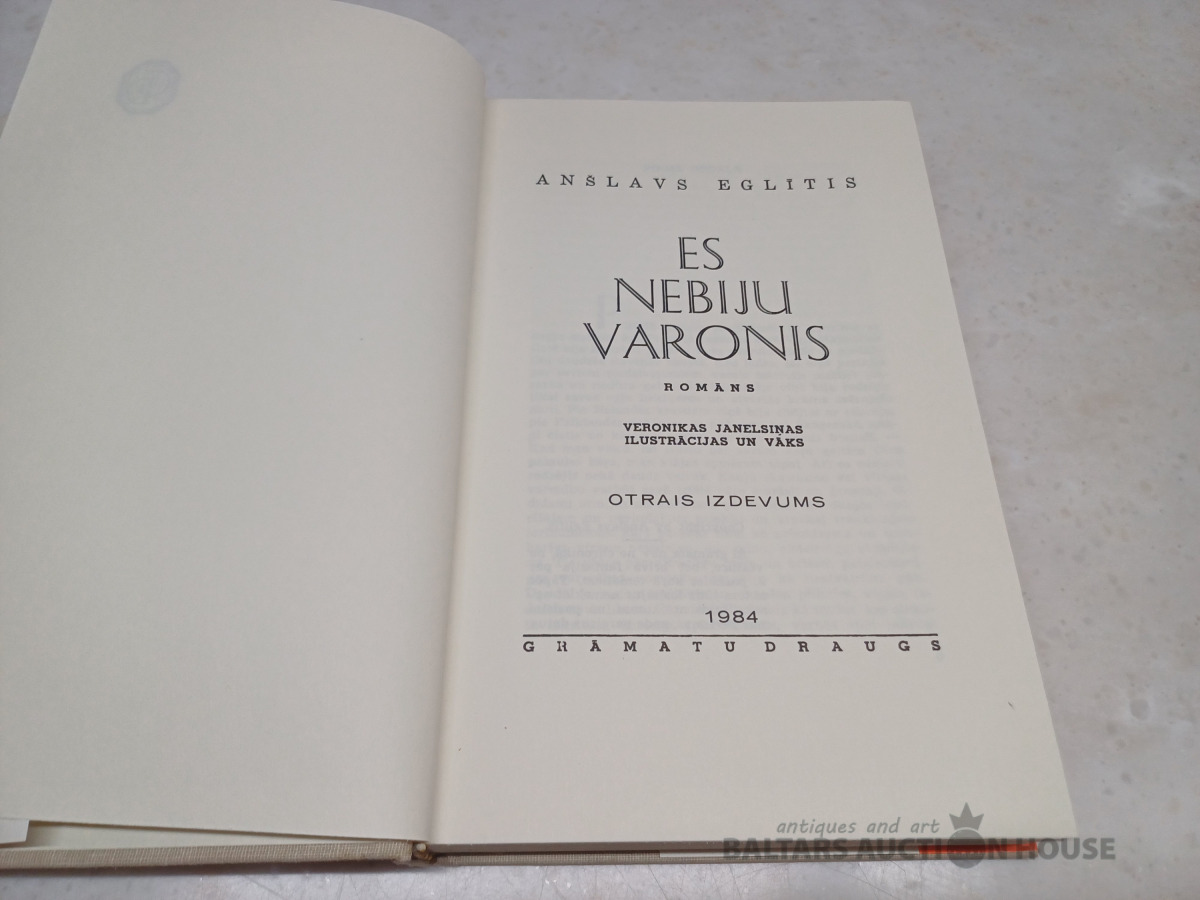 ANŠLAVS EGLĪTIS
ES
NEBIJU
VARONIS
ROMĀNS
VERONIKAS JANELSIŅAS
ILUSTRĀCIJAS UN VĀKS
OTRAIS IZDEVUMS
1984
GRĀMATU DRAUGS
antiques and art
BALTARS AUCTION HOUSE